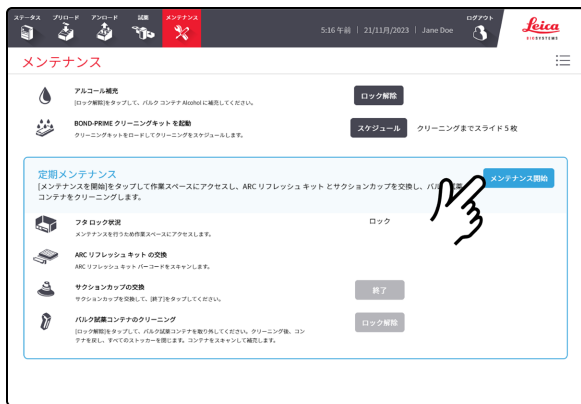 ステータス プリロード アンロード 試薬 メンテナンス
5:16 午前 | 21/11月/2023 | Jane Doe
ログアウト
Leica
BIOSYSTEMS
メンテナンス
アルコール補充
[ロック解除]をタップして、バルク コンテナ Alcohol に補充してください。
ロック解除
BOND-PRIME クリーニングキット を起動
クリーニングキットをロードしてクリーニングをスケジュールします。
スケジュール
クリーニングまでスライド 5 枚
定期メンテナンス
[メンテナンスを開始]をタップして作業スペースにアクセスし、ARC リフレッシュ キット とサクションカップを交換し、バルク試薬
コンテナをクリーニングします。
メンテナンス開始
フタ ロック状況
メンテナンスを行うため作業スペースにアクセスします。
ロック
ARC リフレッシュ キット の交換
ARC リフレッシュ キット バーコードをスキャンします。
サクションカップの交換
サクションカップを交換して、[終了]をタップしてください。
終了
バルク試薬コンテナのクリーニング
[ロック解除]をタップして、バルク試薬コンテナを取り外してください。クリーニング後、コン
テナを戻し、すべてのストッカーを閉じます。コンテナをスキャンして補充します。
ロック解除